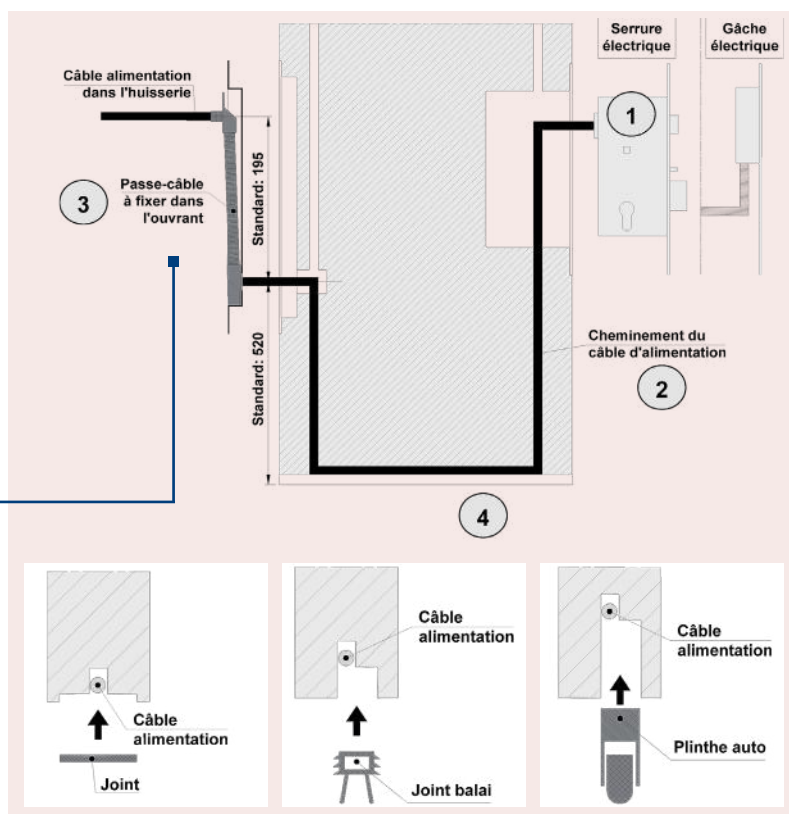 Serrure
électrique
Gâche
électrique
Câble alimentation
dans l'huisserie
1
3
Passe-câble
à fixer dans
l'ouvrant
Standard: 195
Cheminement du
câble d'alimentation
2
Standard: 520
4
Câble
alimentation
Joint
Câble
alimentation
Joint balai
Câble
alimentation
Plinthe auto